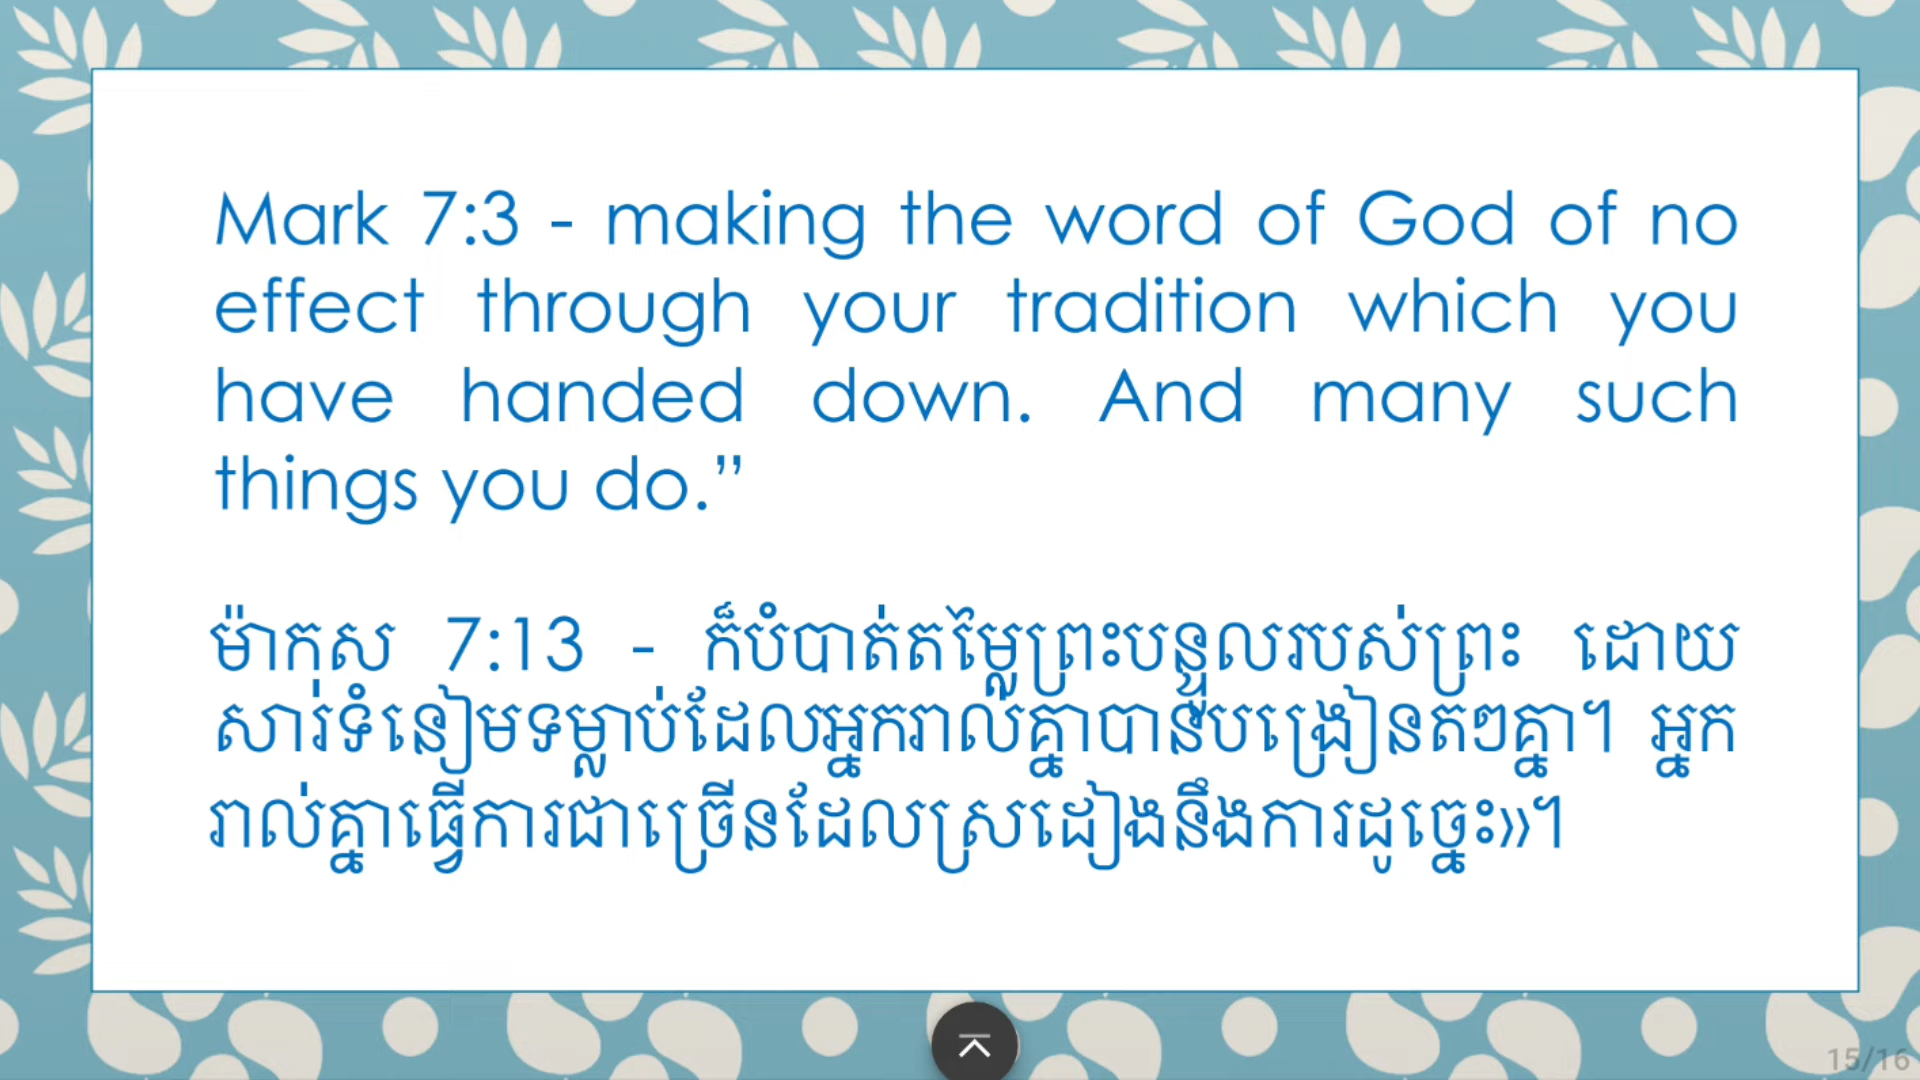 Mark 7:3 - making the word of God of no
effect through your tradition which you
have handed down. And many such
things you do.”
ម៉ាកុស 7:13 - ក៏បំបាត់តម្លៃព្រះបន្ទូលរបស់ព្រះ ដោយ
សារទំនៀមទម្លាប់ដែលអ្នករាល់គ្នាបានបង្រៀនតៗគ្នា។ អ្នក
រាល់គ្នាធ្វើការជាច្រើនដែលស្រដៀងនឹងការដូច្នេះ»។
15/16